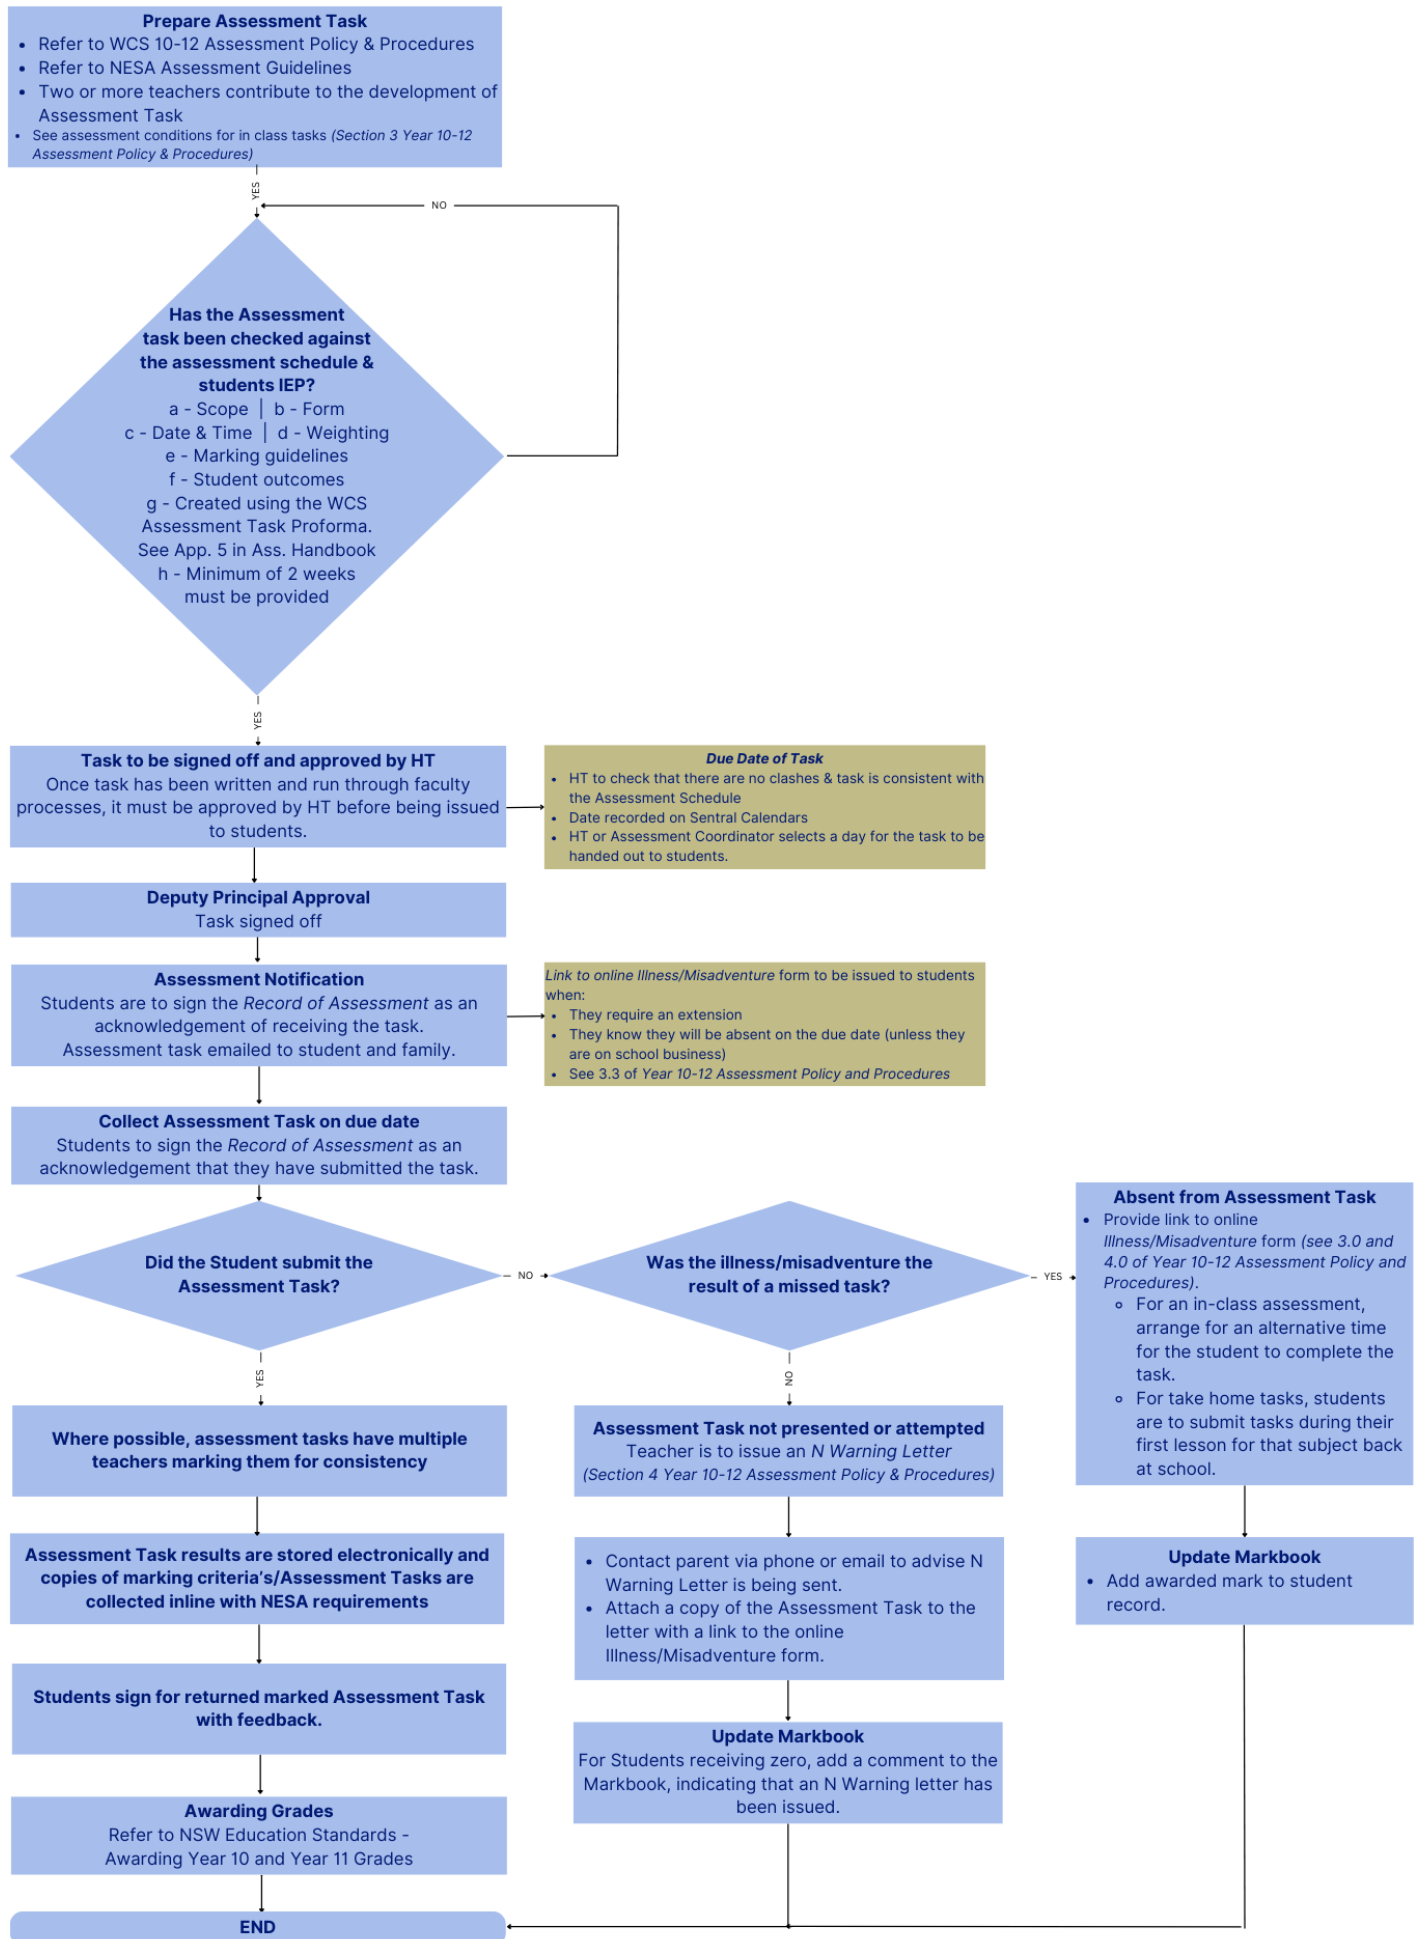 Prepare Assessment Task
• Refer to WCS 10-12 Assessment Policy & Procedures
• Refer to NESA Assessment Guidelines
• Two or more teachers contribute to the development of
Assessment Task
• See assessment conditions for in class tasks (Section 3 Year 10-12
Assessment Policy & Procedures)
YES
NO
Has the Assessment
task been checked against
the assessment schedule &
students IEP?
a - Scope | b - Form
c - Date & Time | d - Weighting
e - Marking guidelines
f - Student outcomes
g - Created using the WCS
Assessment Task Proforma.
See App. 5 in Ass. Handbook
h - Minimum of 2 weeks
must be provided
YES
Task to be signed off and approved by HT
Once task has been written and run through faculty
processes, it must be approved by HT before being issued
to students.
Due Date of Task
• HT to check that there are no clashes & task is consistent with
the Assessment Schedule
• Date recorded on Sentral Calendars
• HT or Assessment Coordinator selects a day for the task to be
handed out to students.
Deputy Principal Approval
Task signed off
Assessment Notification
Students are to sign the Record of Assessment as an
acknowledgement of receiving the task.
Assessment task emailed to student and family.
Link to online Illness/Misadventure form to be issued to students
when:
• They require an extension
• They know they will be absent on the due date (unless they
are on school business)
• See 3.3 of Year 10-12 Assessment Policy and Procedures
Collect Assessment Task on due date
Students to sign the Record of Assessment as an
acknowledgement that they have submitted the task.
Did the Student submit the
Assessment Task?
NO
Was the illness/misadventure the
result of a missed task?
YES
Absent from Assessment Task
• Provide link to online
Illness/Misadventure form (see 3.0 and
4.0 of Year 10-12 Assessment Policy and
Procedures).
○ For an in-class assessment,
arrange for an alternative time
for the student to complete the
task.
○ For take home tasks, students
are to submit tasks during their
first lesson for that subject back
at school.
YES
NO
Where possible, assessment tasks have multiple
teachers marking them for consistency
Assessment Task not presented or attempted
Teacher is to issue an N Warning Letter
(Section 4 Year 10-12 Assessment Policy & Procedures)
Assessment Task results are stored electronically and
copies of marking criteria's/Assessment Tasks are
collected inline with NESA requirements
• Contact parent via phone or email to advise N
Warning Letter is being sent.
• Attach a copy of the Assessment Task to the
letter with a link to the online
Illness/Misadventure form.
Update Markbook
• Add awarded mark to student
record.
Students sign for returned marked Assessment Task
with feedback.
Update Markbook
For Students receiving zero, add a comment to the
Markbook, indicating that an N Warning letter has
been issued.
Awarding Grades
Refer to NSW Education Standards -
Awarding Year 10 and Year 11 Grades
END